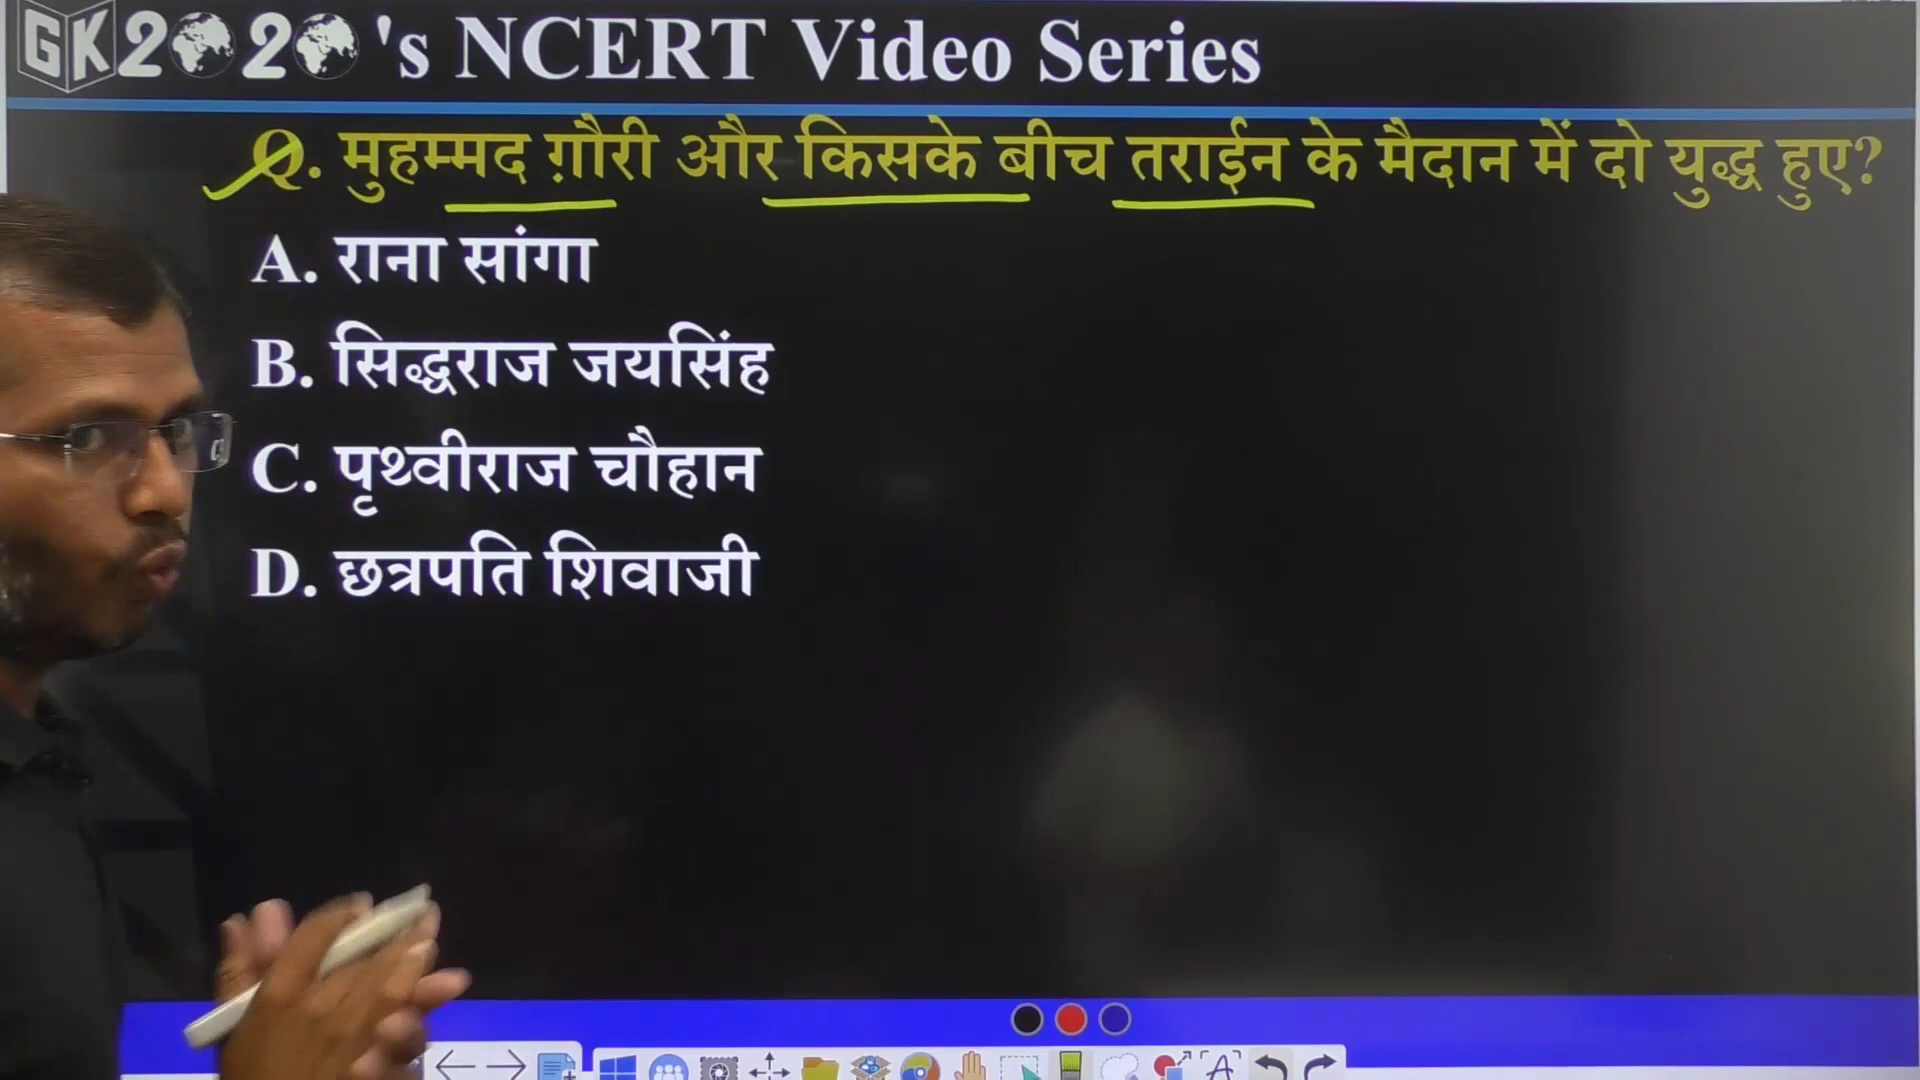 GK2020's NCERT Video Series
Q. मुहम्मद ग़ौरी और किसके बीच तराईन के मैदान में दो युद्ध हुए?
A. राना सांगा
B. सिद्धराज जयसिंह
C. पृथ्वीराज चौहान
D. छत्रपति शिवाजी